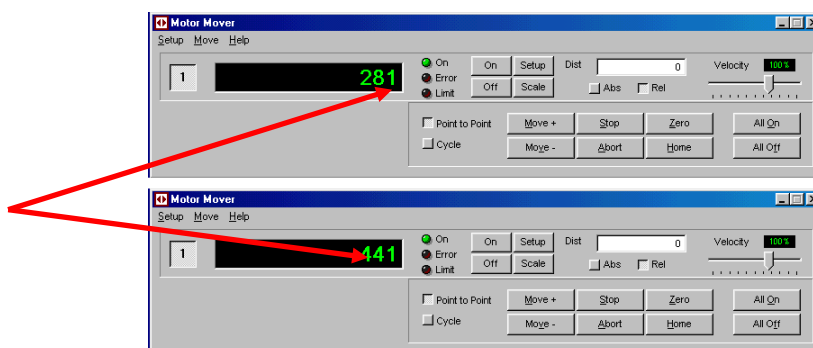 Motor Mover
Setup Move Help
1 281 On Error Limit On Off Setup Scale Dist 0 Abs Rel Velocity 100%
Point to Point Move + Stop Zero All On
Cycle Move - Abort Home All Off
Motor Mover
Setup Move Help
1 441 On Error Limit On Off Setup Scale Dist 0 Abs Rel Velocity 100%
Point to Point Move + Stop Zero All On
Cycle Move - Abort Home All Off